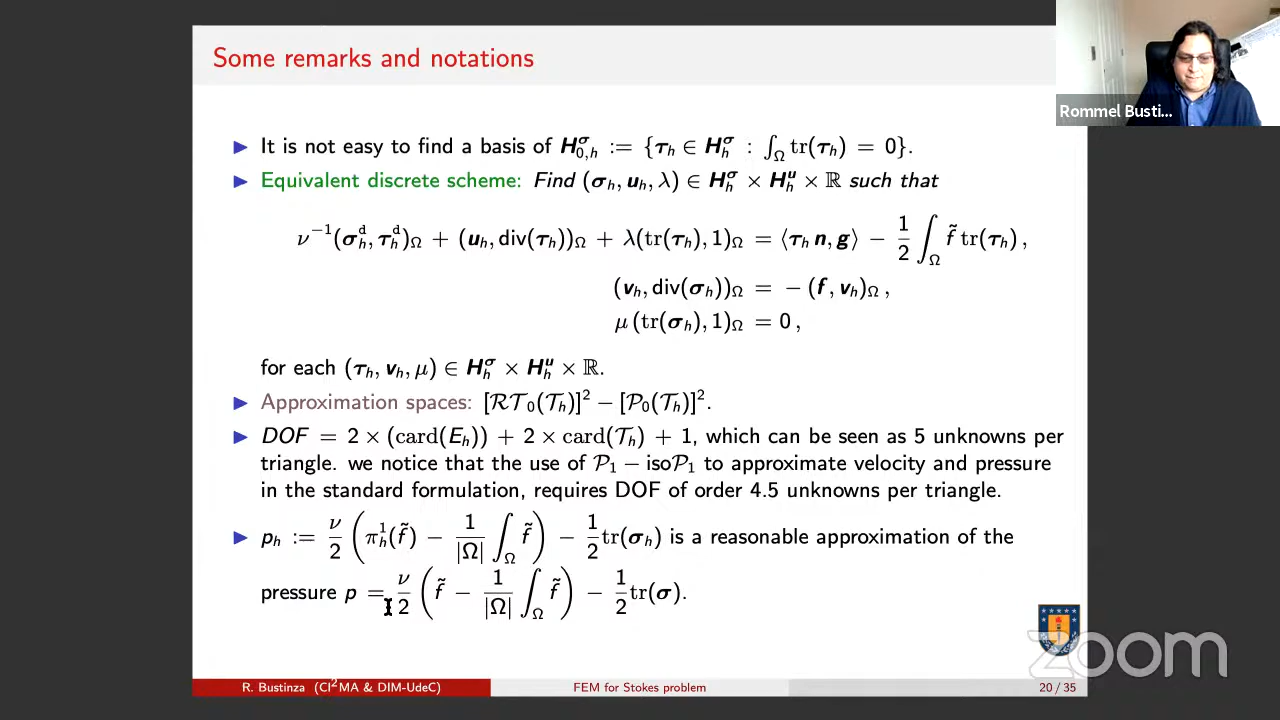 Some remarks and notations
Rommel Busti...
▶ It is not easy to find a basis of H^σ_{0,h} := {τ_h ∈ H^σ_h : ∫_Ω tr(τ_h) = 0}.
▶ Equivalent discrete scheme: Find (σ_h, u_h, λ) ∈ H^σ_h × H^u_h × ℝ such that
ν^{-1}(σ^d_h, τ^d_h)_Ω + (u_h, div(τ_h))_Ω + λ(tr(τ_h), 1)_Ω = ⟨τ_h n, g⟩ − 1/2 ∫_Ω f̃ tr(τ_h) ,
(v_h, div(σ_h))_Ω = − (f, v_h)_Ω ,
μ (tr(σ_h), 1)_Ω = 0 ,
for each (τ_h, v_h, μ) ∈ H^σ_h × H^u_h × ℝ.
▶ Approximation spaces: [RT_0(T_h)]^2 − [P_0(T_h)]^2.
▶ DOF = 2 × (card(E_h)) + 2 × card(T_h) + 1, which can be seen as 5 unknowns per
triangle. we notice that the use of P_1 − isoP_1 to approximate velocity and pressure
in the standard formulation, requires DOF of order 4.5 unknowns per triangle.
▶ p_h := ν/2 ( π^1_h(f̃) − 1/|Ω| ∫_Ω f̃ ) − 1/2 tr(σ_h) is a reasonable approximation of the
pressure p = ν/2 ( f̃ − 1/|Ω| ∫_Ω f̃ ) − 1/2 tr(σ).
zoom
R. Bustinza (CI²MA & DIM-UdeC) FEM for Stokes problem 20 / 35